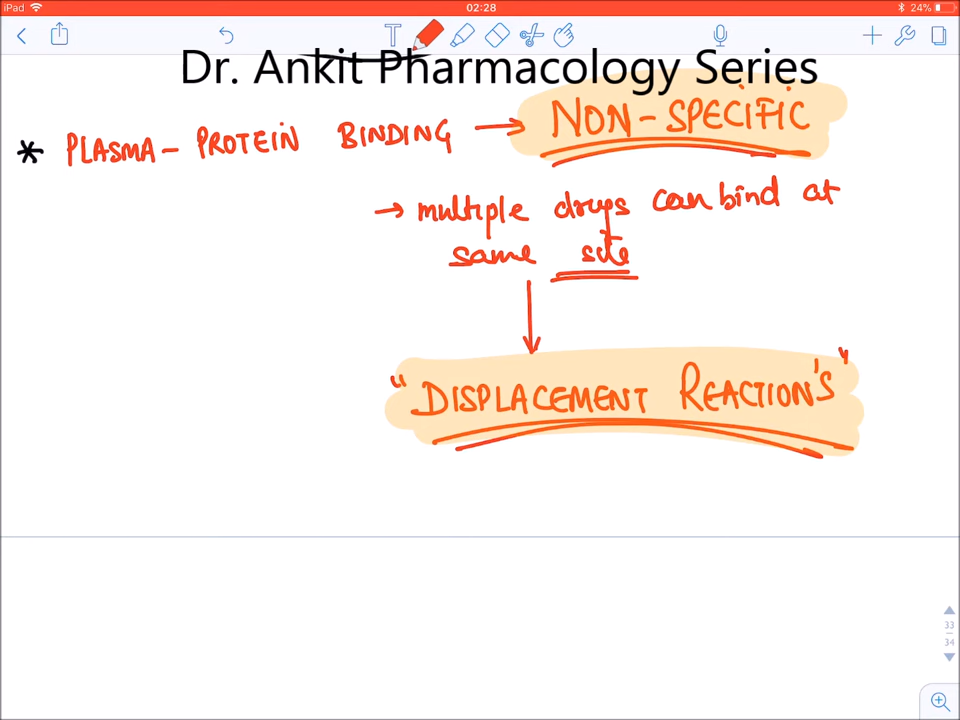 iPad 02:28 24%
T
Dr. Ankit Pharmacology Series
* PLASMA - PROTEIN BINDING → NON - SPECIFIC
→ multiple drugs can bind at
same site
"DISPLACEMENT REACTION'S"
33
34